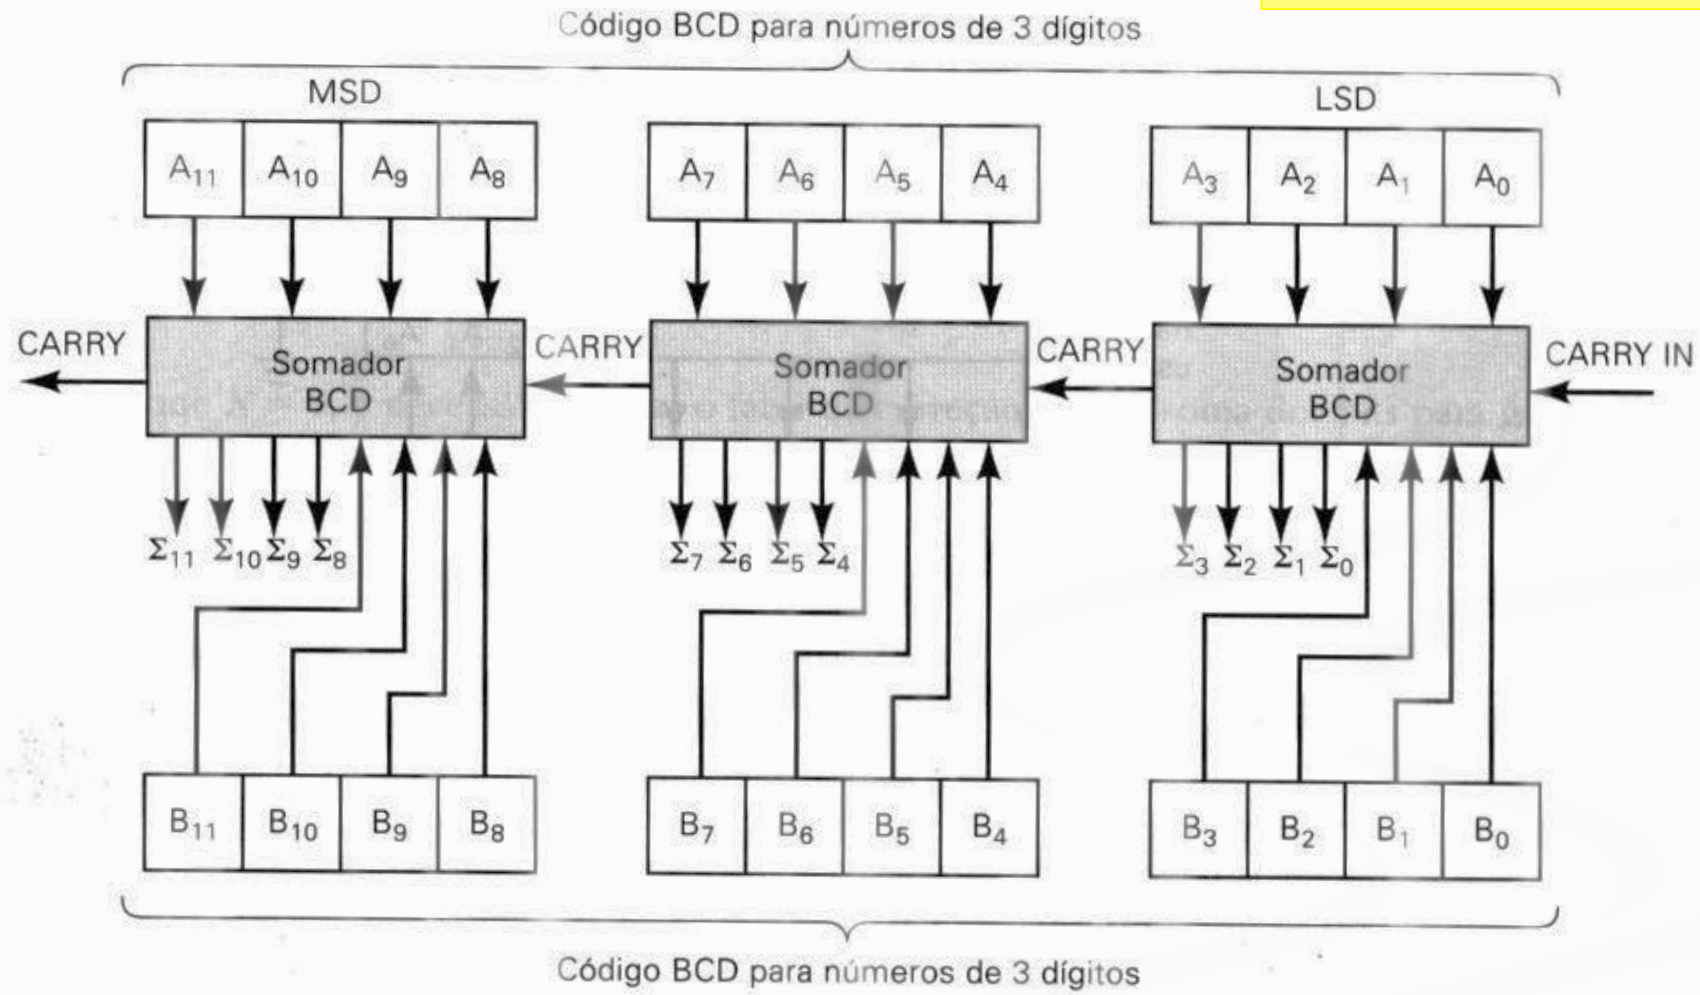 Código BCD para números de 3 dígitos
MSD
LSD
A11 A10 A9 A8 A7 A6 A5 A4 A3 A2 A1 A0
CARRY Somador BCD CARRY Somador BCD CARRY Somador BCD CARRY IN
Σ11 Σ10 Σ9 Σ8 Σ7 Σ6 Σ5 Σ4 Σ3 Σ2 Σ1 Σ0
B11 B10 B9 B8 B7 B6 B5 B4 B3 B2 B1 B0
Código BCD para números de 3 dígitos